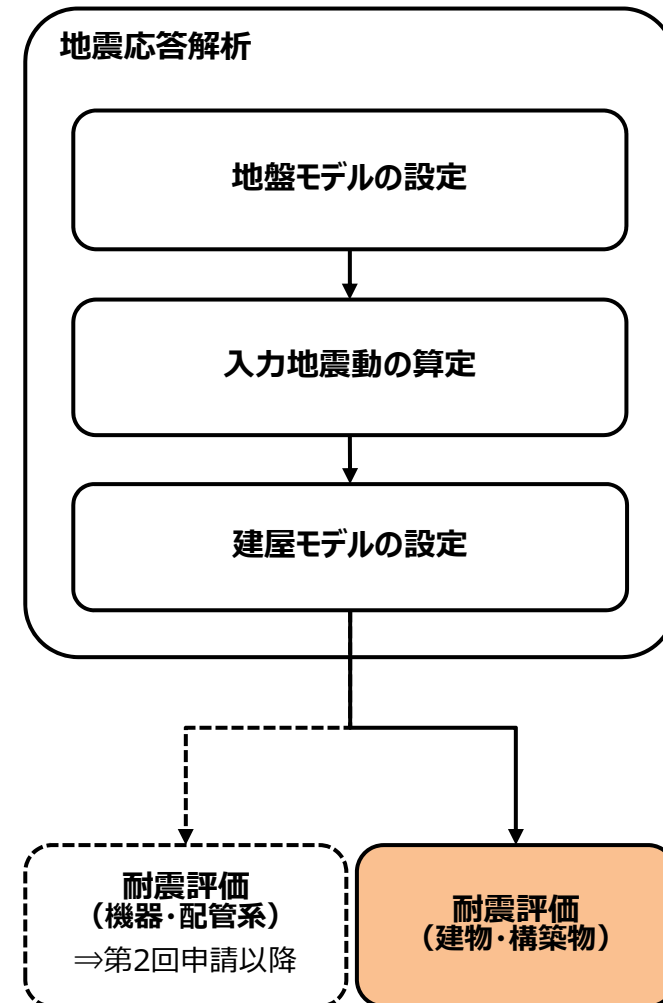 地震応答解析
地盤モデルの設定
入力地震動の算定
建屋モデルの設定
耐震評価
（機器・配管系）
⇒第2回申請以降
耐震評価
（建物・構築物）